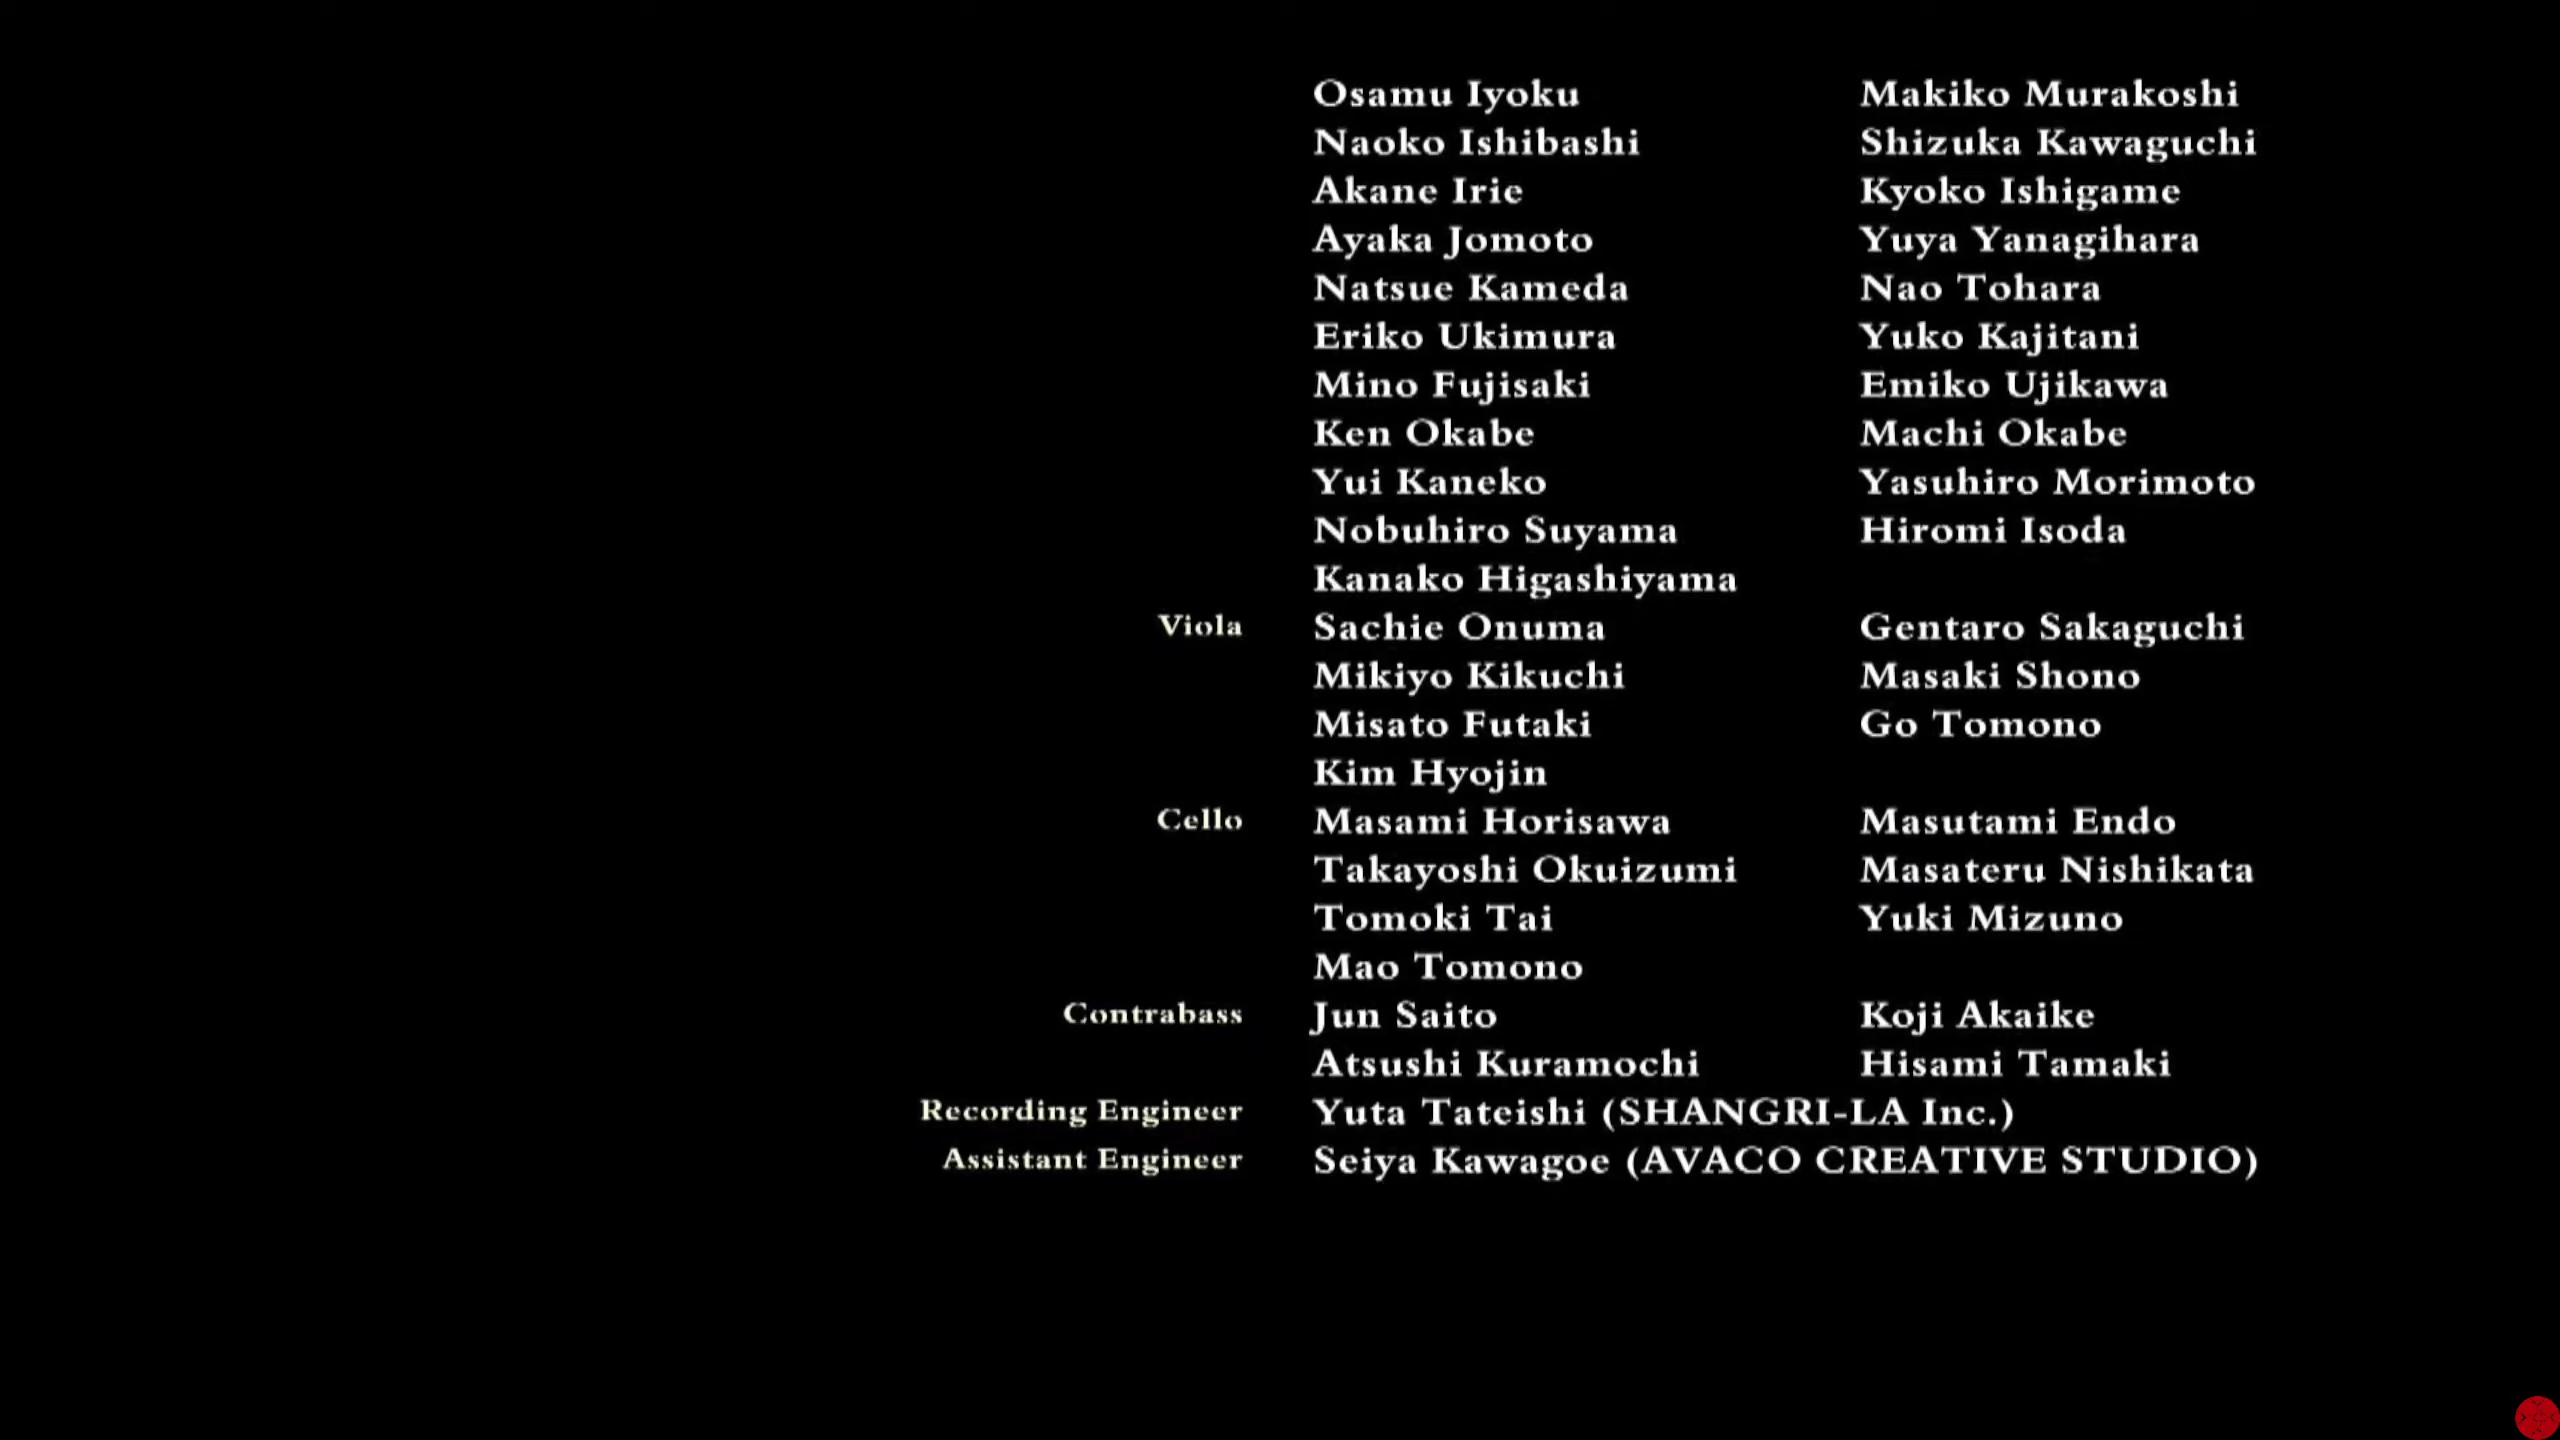 Osamu Iyoku Makiko Murakoshi
Naoko Ishibashi Shizuka Kawaguchi
Akane Irie Kyoko Ishigame
Ayaka Jomoto Yuya Yanagihara
Natsue Kameda Nao Tohara
Eriko Ukimura Yuko Kajitani
Mino Fujisaki Emiko Ujikawa
Ken Okabe Machi Okabe
Yui Kaneko Yasuhiro Morimoto
Nobuhiro Suyama Hiromi Isoda
Kanako Higashiyama
Viola Sachie Onuma Gentaro Sakaguchi
Mikiyo Kikuchi Masaki Shono
Misato Futaki Go Tomono
Kim Hyojin
Cello Masami Horisawa Masutami Endo
Takayoshi Okuizumi Masateru Nishikata
Tomoki Tai Yuki Mizuno
Mao Tomono
Contrabass Jun Saito Koji Akaike
Atsushi Kuramochi Hisami Tamaki
Recording Engineer Yuta Tateishi (SHANGRI-LA Inc.)
Assistant Engineer Seiya Kawagoe (AVACO CREATIVE STUDIO)